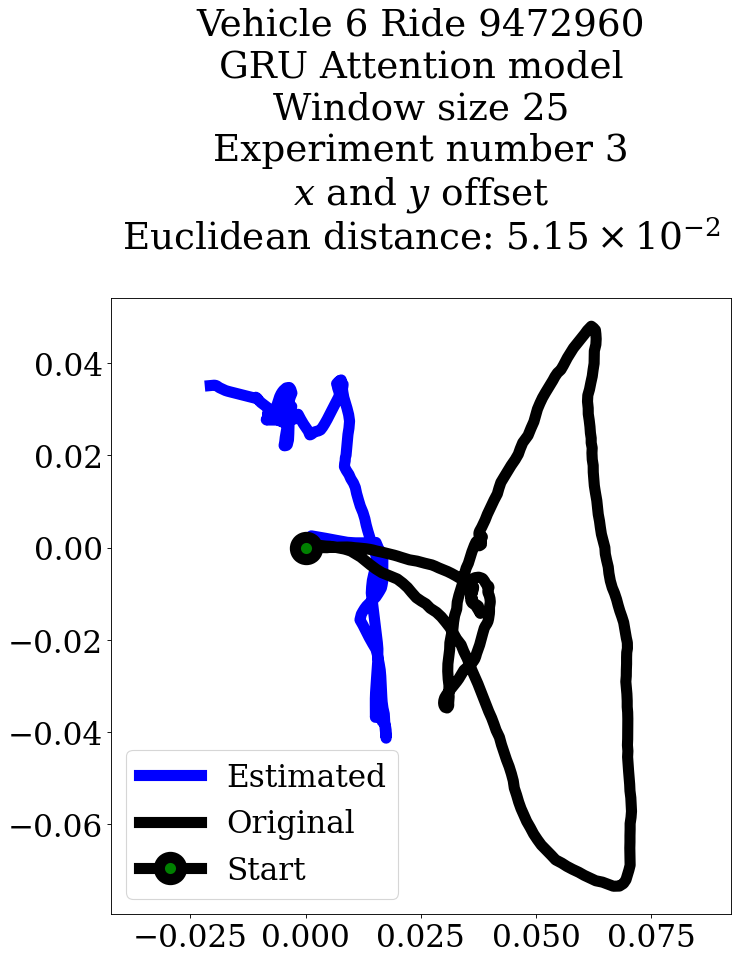 Vehicle 6 Ride 9472960
GRU Attention model
Window size 25
Experiment number 3
x and y offset
Euclidean distance: 5.15 × 10⁻²
0.04
0.02
0.00
−0.02
−0.04
−0.06
Estimated
Original
Start
−0.025 0.000 0.025 0.050 0.075